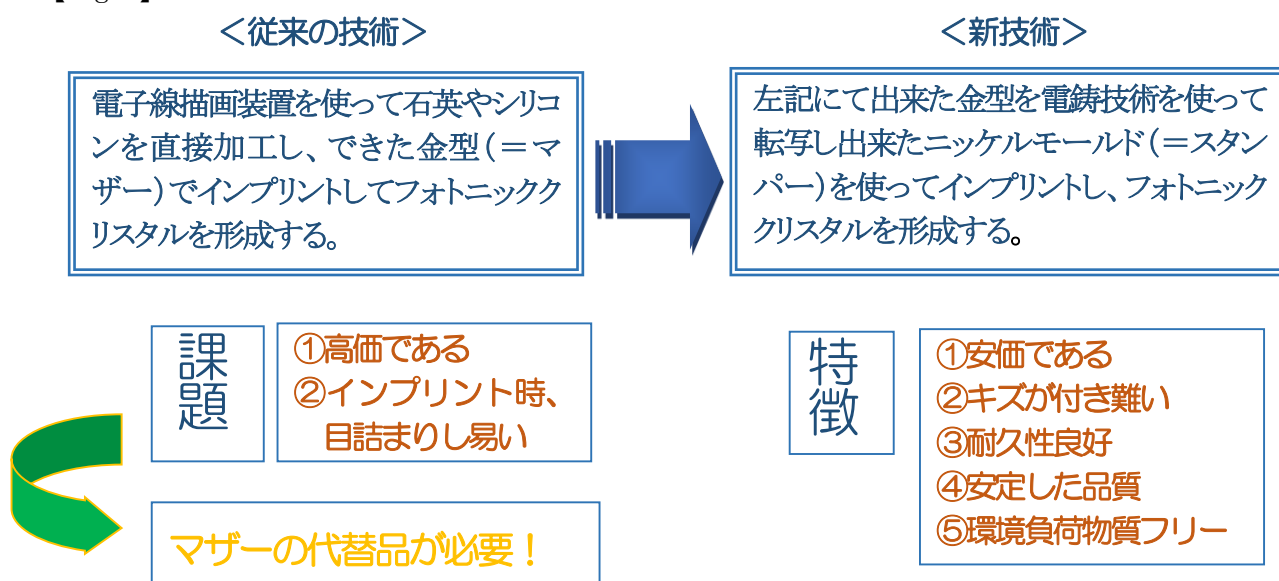 ＜従来の技術＞
電子線描画装置を使って石英やシリコ
ンを直接加工し、できた金型(＝マ
ザー)でインプリントしてフォトニックク
リスタルを形成する。
＜新技術＞
左記にて出来た金型を電鋳技術を使って
転写し出来たニッケルモールド(＝スタン
パー)を使ってインプリントし、フォトニック
クリスタルを形成する。
課題
①高価である
②インプリント時、
目詰まりし易い
マザーの代替品が必要！
特徴
①安価である
②キズが付き難い
③耐久性良好
④安定した品質
⑤環境負荷物質フリー